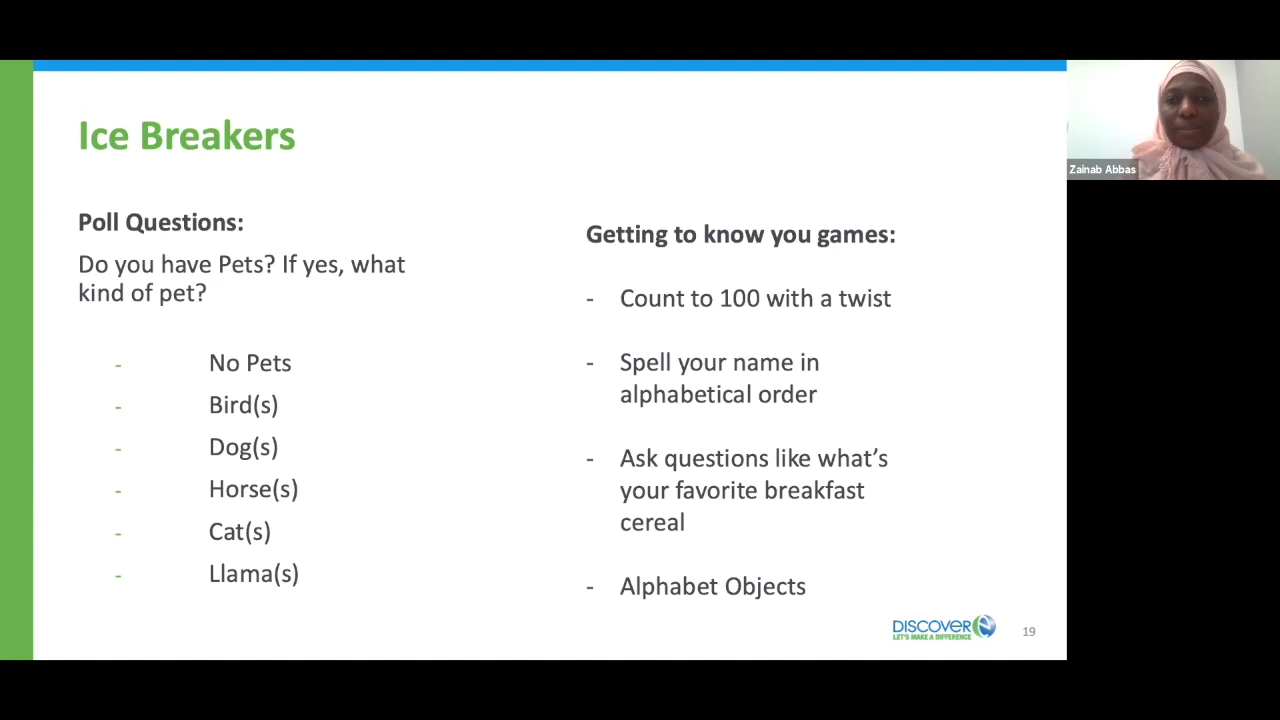 Ice Breakers
Poll Questions:
Do you have Pets? If yes, what
kind of pet?
- No Pets
- Bird(s)
- Dog(s)
- Horse(s)
- Cat(s)
- Llama(s)
Getting to know you games:
- Count to 100 with a twist
- Spell your name in
alphabetical order
- Ask questions like what’s
your favorite breakfast
cereal
- Alphabet Objects
DISCOVER e
LET'S MAKE A DIFFERENCE
19
Zainab Abbas